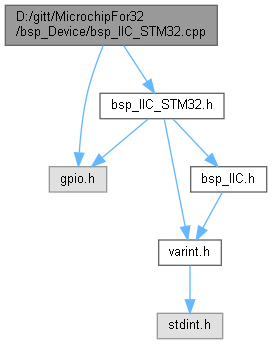 D:/gitt/MicrochipFor32
/bsp_Device/bsp_IIC_STM32.cpp
bsp_IIC_STM32.h
gpio.h
bsp_IIC.h
varint.h
stdint.h